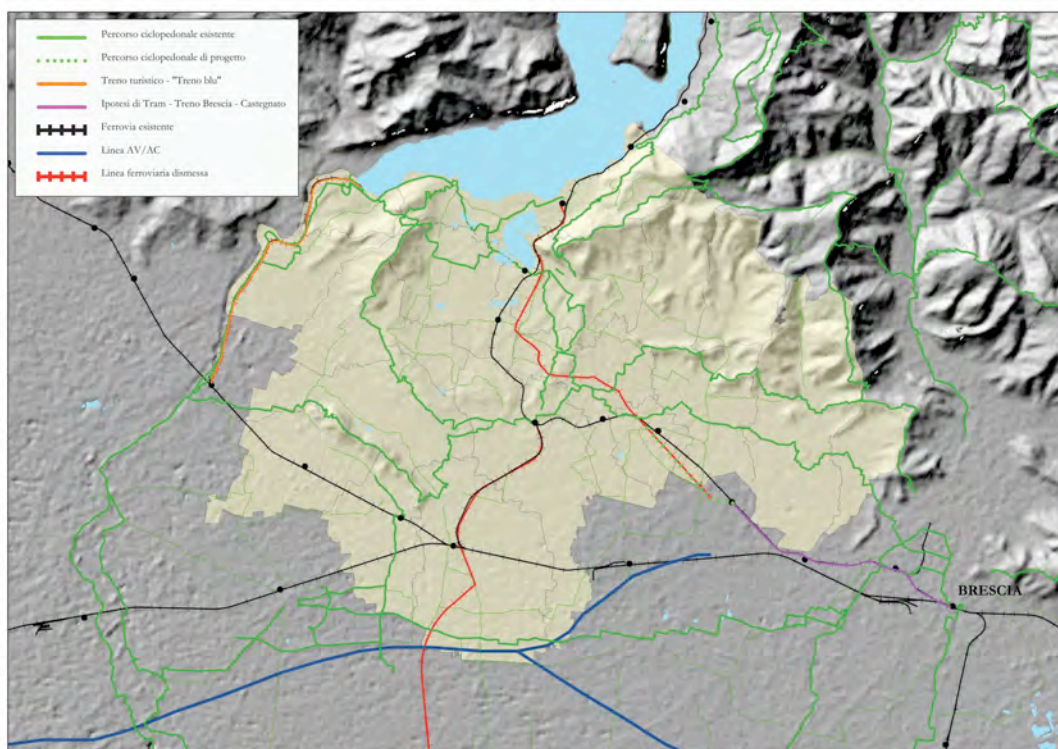 Percorso ciclopedonale esistente
Percorso ciclopedonale di progetto
Treno turistico - "Treno blu"
Ipotesi di Tram - Treno Brescia - Castegnato
Ferrovia esistente
Linea AV/AC
Linea ferroviaria dismessa
BRESCIA